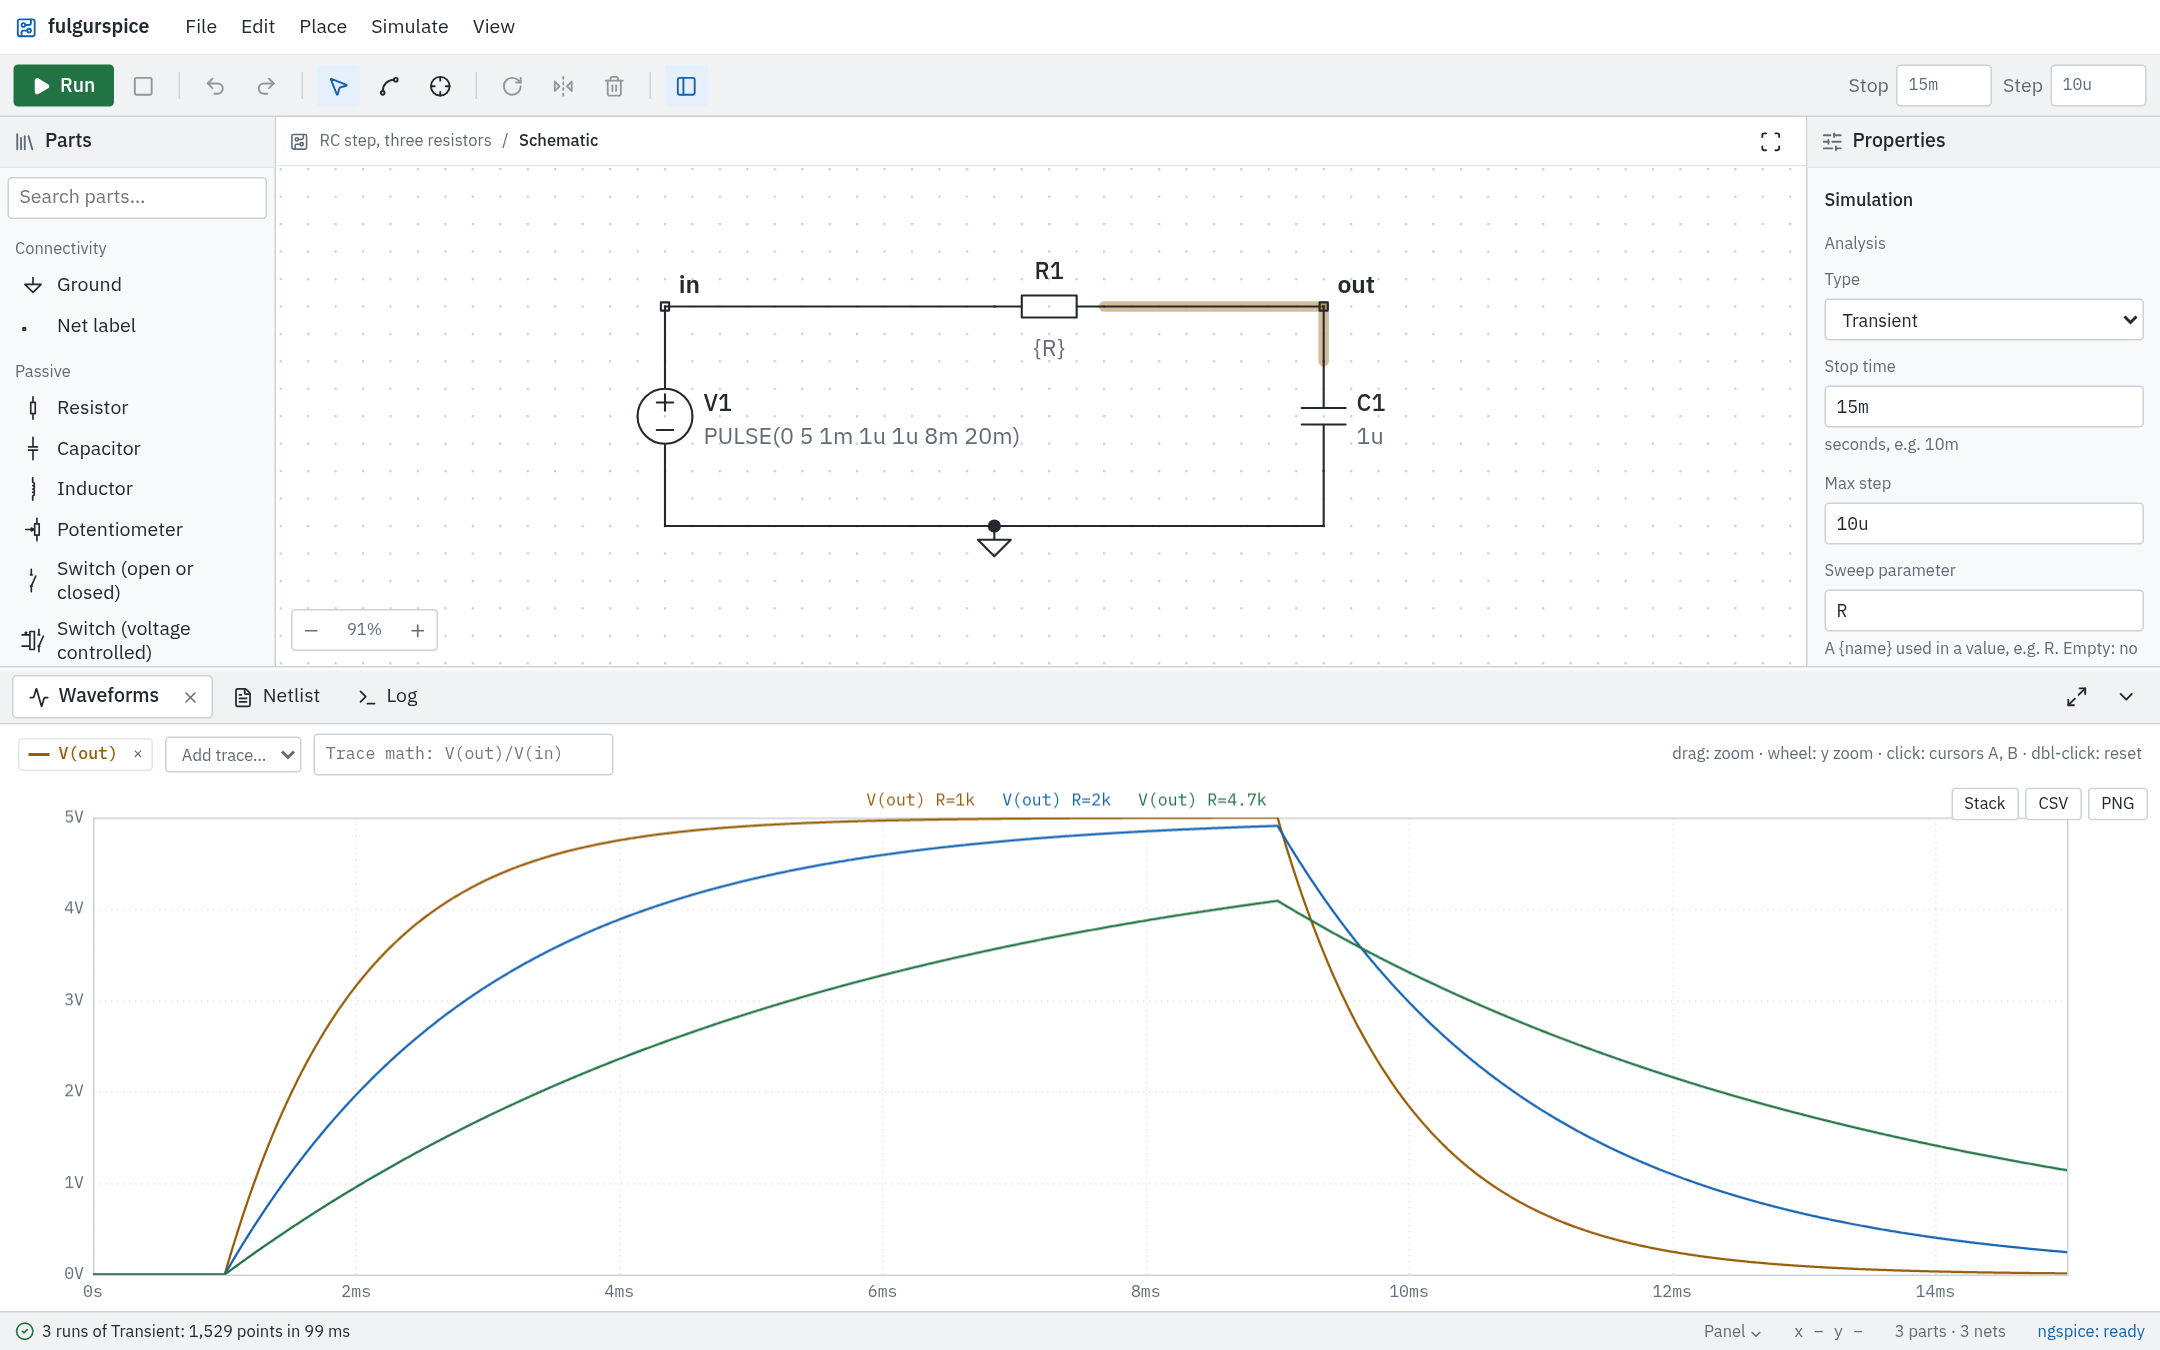 fulgurspice File Edit Place Simulate View
Run Stop 15m Step 10u
Parts
Search parts...
Connectivity
Ground
Net label
Passive
Resistor
Capacitor
Inductor
Potentiometer
Switch (open or
closed)
Switch (voltage
controlled)
RC step, three resistors / Schematic
in
R1
out
{R}
V1
PULSE(0 5 1m 1u 1u 8m 20m)
C1
1u
− 91% +
Properties
Simulation
Analysis
Type
Transient
Stop time
15m
seconds, e.g. 10m
Max step
10u
Sweep parameter
R
A {name} used in a value, e.g. R. Empty: no
Waveforms × Netlist Log
V(out) × Add trace... Trace math: V(out)/V(in) drag: zoom · wheel: y zoom · click: cursors A, B · dbl-click: reset
V(out) R=1k V(out) R=2k V(out) R=4.7k
Stack CSV PNG
5V
4V
3V
2V
1V
0V
0s 2ms 4ms 6ms 8ms 10ms 12ms 14ms
3 runs of Transient: 1,529 points in 99 ms Panel x – y – 3 parts · 3 nets ngspice: ready